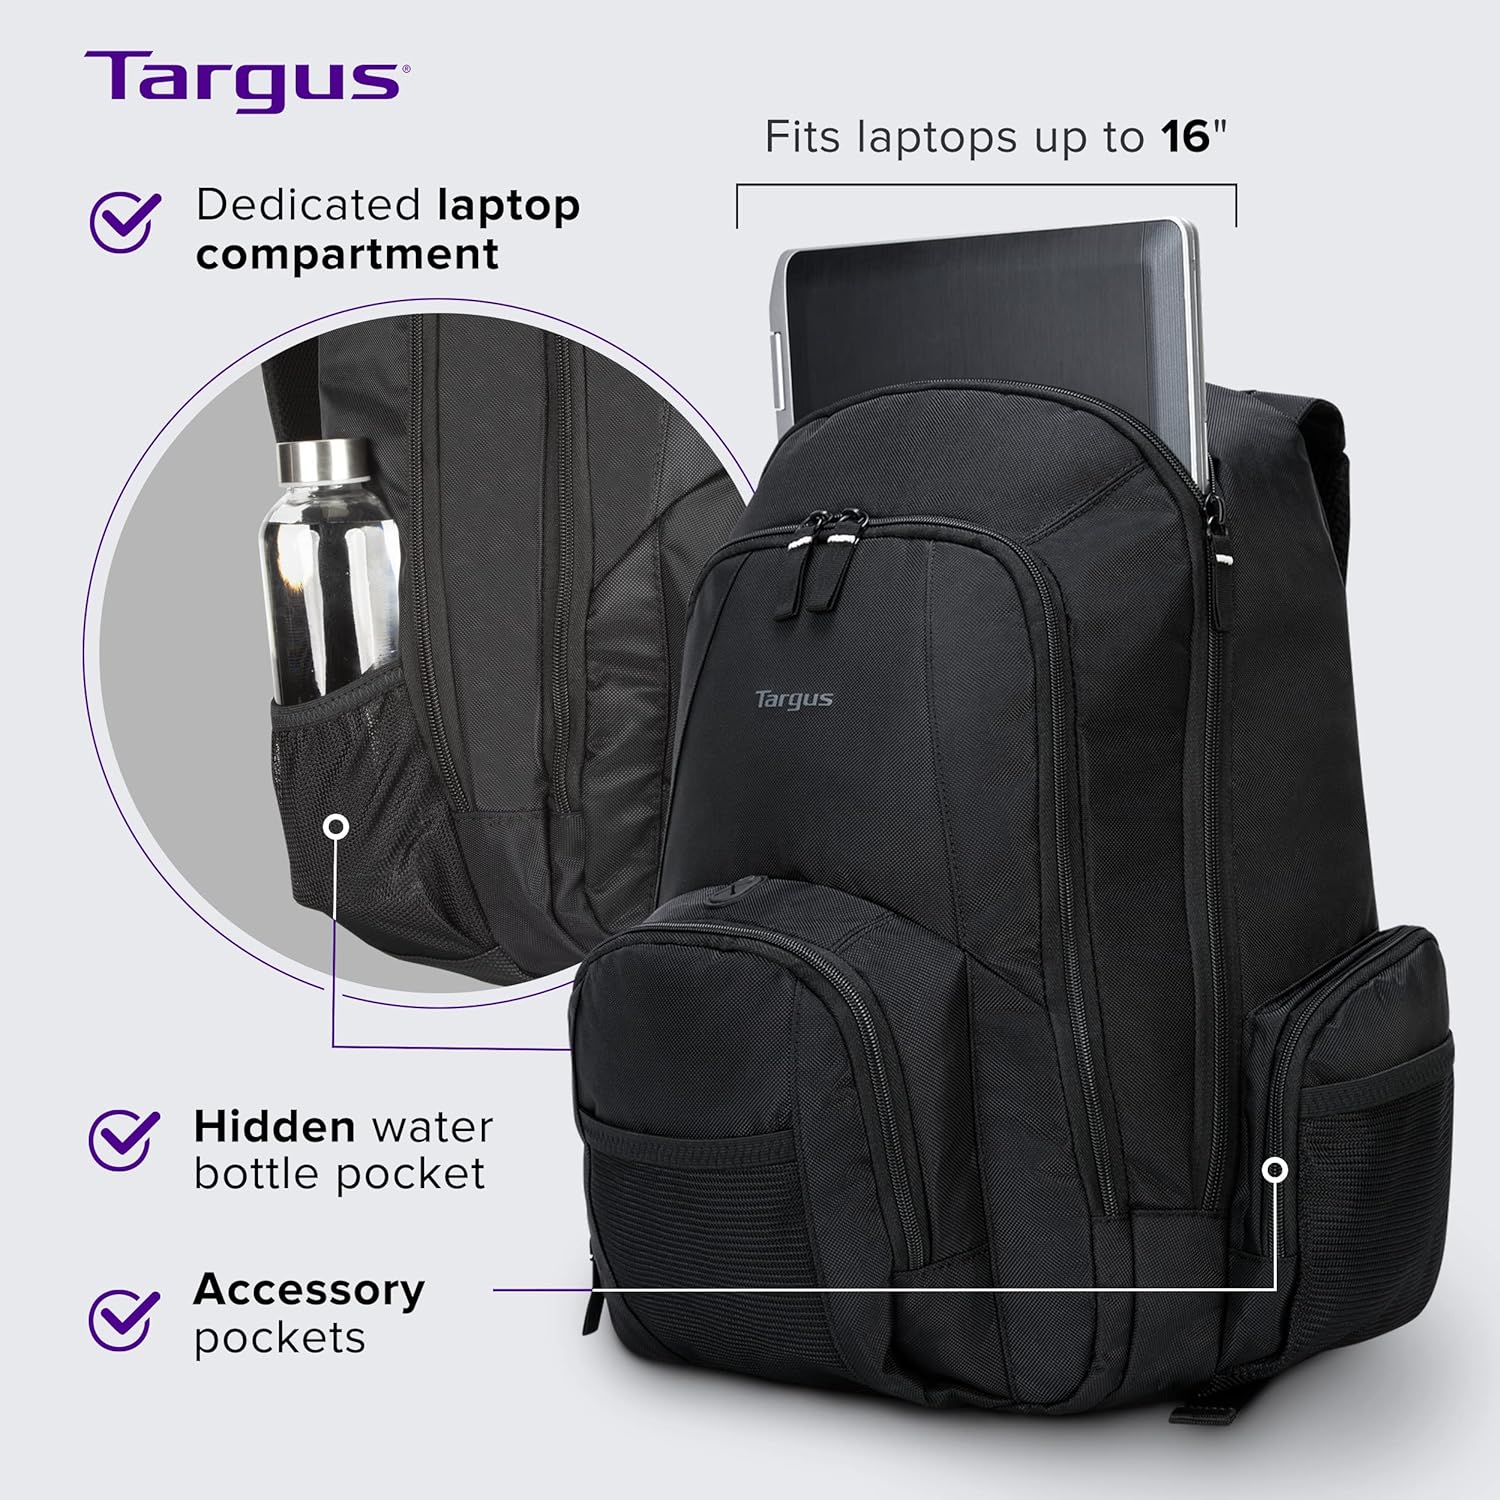 Targus®
Fits laptops up to 16"
Dedicated laptop
compartment
Targus
Hidden water
bottle pocket
Accessory
pockets